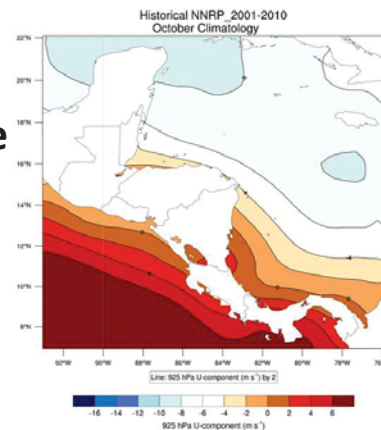 Historical NNRP_2001-2010
October Climatology
e
22°N
20°N
18°N
16°N
14°N
12°N
10°N
8°N
92°W 90°W 88°W 86°W 84°W 82°W 80°W 78°W 76
Line: 925 hPa U-component (m s⁻¹) by 2
-16 -14 -12 -10 -8 -6 -4 -2 0 2 4 6
925 hPa U-component (m s⁻¹)